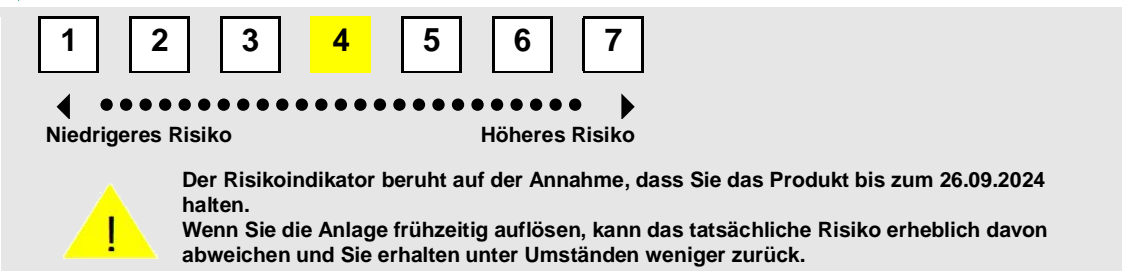 1 2 3 4 5 6 7
Niedrigeres Risiko Höheres Risiko
Der Risikoindikator beruht auf der Annahme, dass Sie das Produkt bis zum 26.09.2024
halten.
Wenn Sie die Anlage frühzeitig auflösen, kann das tatsächliche Risiko erheblich davon
abweichen und Sie erhalten unter Umständen weniger zurück.
!